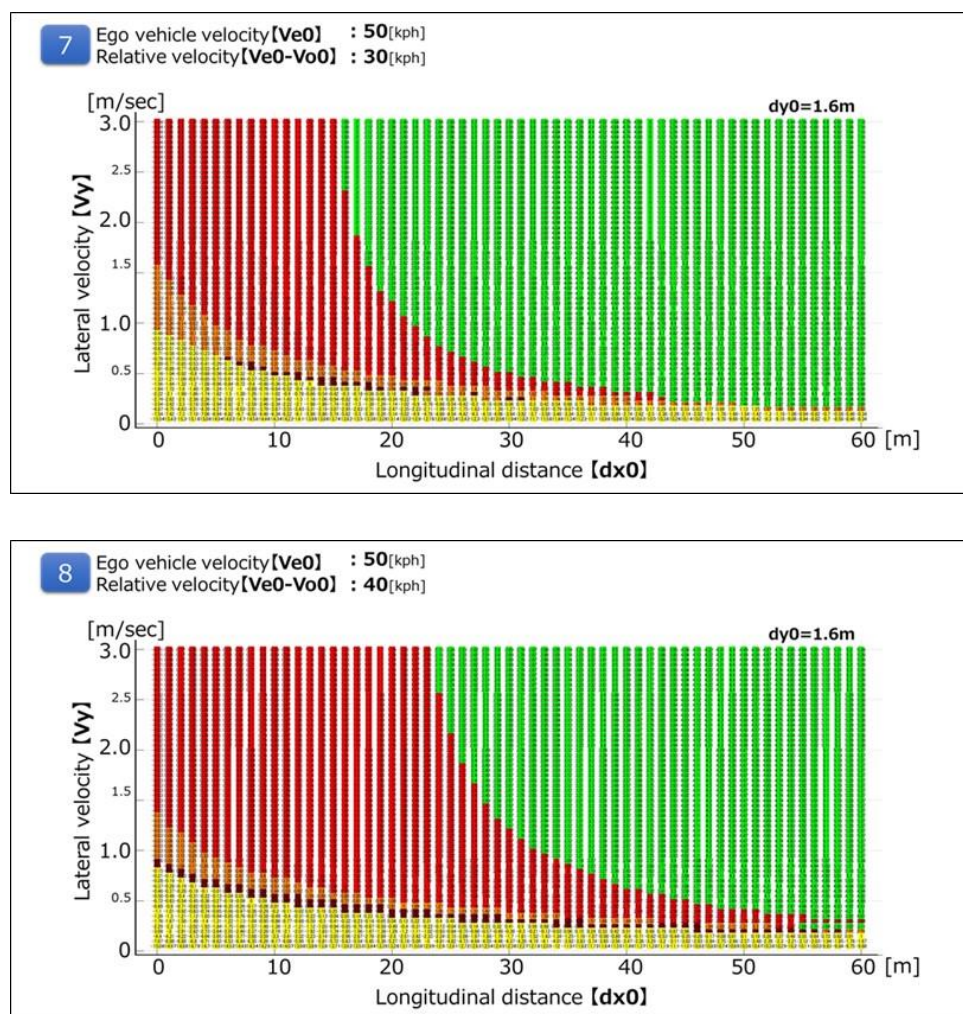 7
Ego vehicle velocity【Ve0】 : 50[kph]
Relative velocity【Ve0-Vo0】 : 30[kph]
[m/sec]
dy0=1.6m
3.0
2.5
2.0
1.5
1.0
0.5
0
Lateral velocity【Vy】
0 10 20 30 40 50 60 [m]
Longitudinal distance【dx0】
8
Ego vehicle velocity【Ve0】 : 50[kph]
Relative velocity【Ve0-Vo0】 : 40[kph]
[m/sec]
dy0=1.6m
3.0
2.5
2.0
1.5
1.0
0.5
0
Lateral velocity【Vy】
0 10 20 30 40 50 60 [m]
Longitudinal distance【dx0】